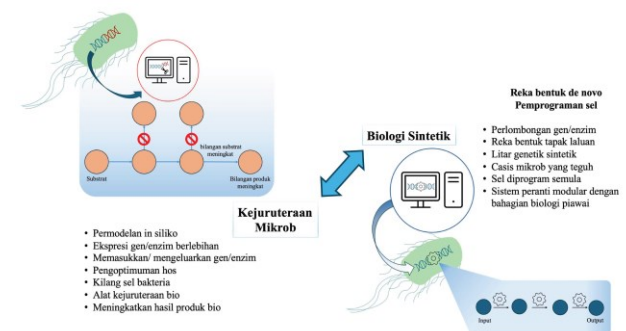 bilangan substrat
meningkat
Substrat
Bilangan produk
meningkat
Kejuruteraan
Mikrob
• Permodelan in siliko
• Ekspresi gen/enzim berlebihan
• Memasukkan/ mengeluarkan gen/enzim
• Pengoptimuman hos
• Kilang sel bakteria
• Alat kejuruteraan bio
• Meningkatkan hasil produk bio
Biologi Sintetik
Reka bentuk de novo
Pemprograman sel
• Perlombongan gen/enzim
• Reka bentuk tapak laluan
• Litar genetik sintetik
• Casis mikrob yang teguh
• Sel diprogram semula
• Sistem peranti modular dengan
bahagian biologi piawai
Input
Output